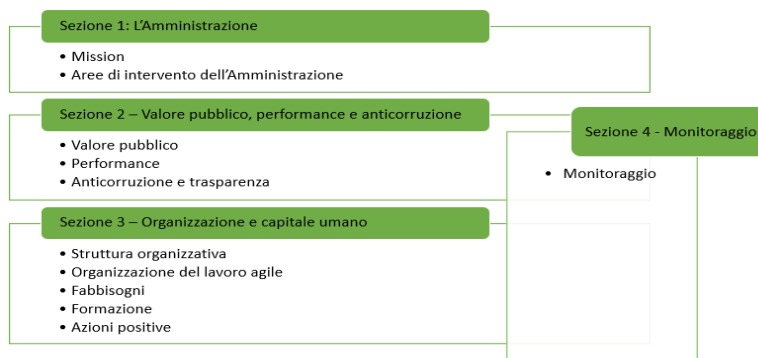 Sezione 1: L’Amministrazione
• Mission
• Aree di intervento dell’Amministrazione
Sezione 2 – Valore pubblico, performance e anticorruzione
• Valore pubblico
• Performance
• Anticorruzione e trasparenza
Sezione 4 - Monitoraggio
• Monitoraggio
Sezione 3 – Organizzazione e capitale umano
• Struttura organizzativa
• Organizzazione del lavoro agile
• Fabbisogni
• Formazione
• Azioni positive